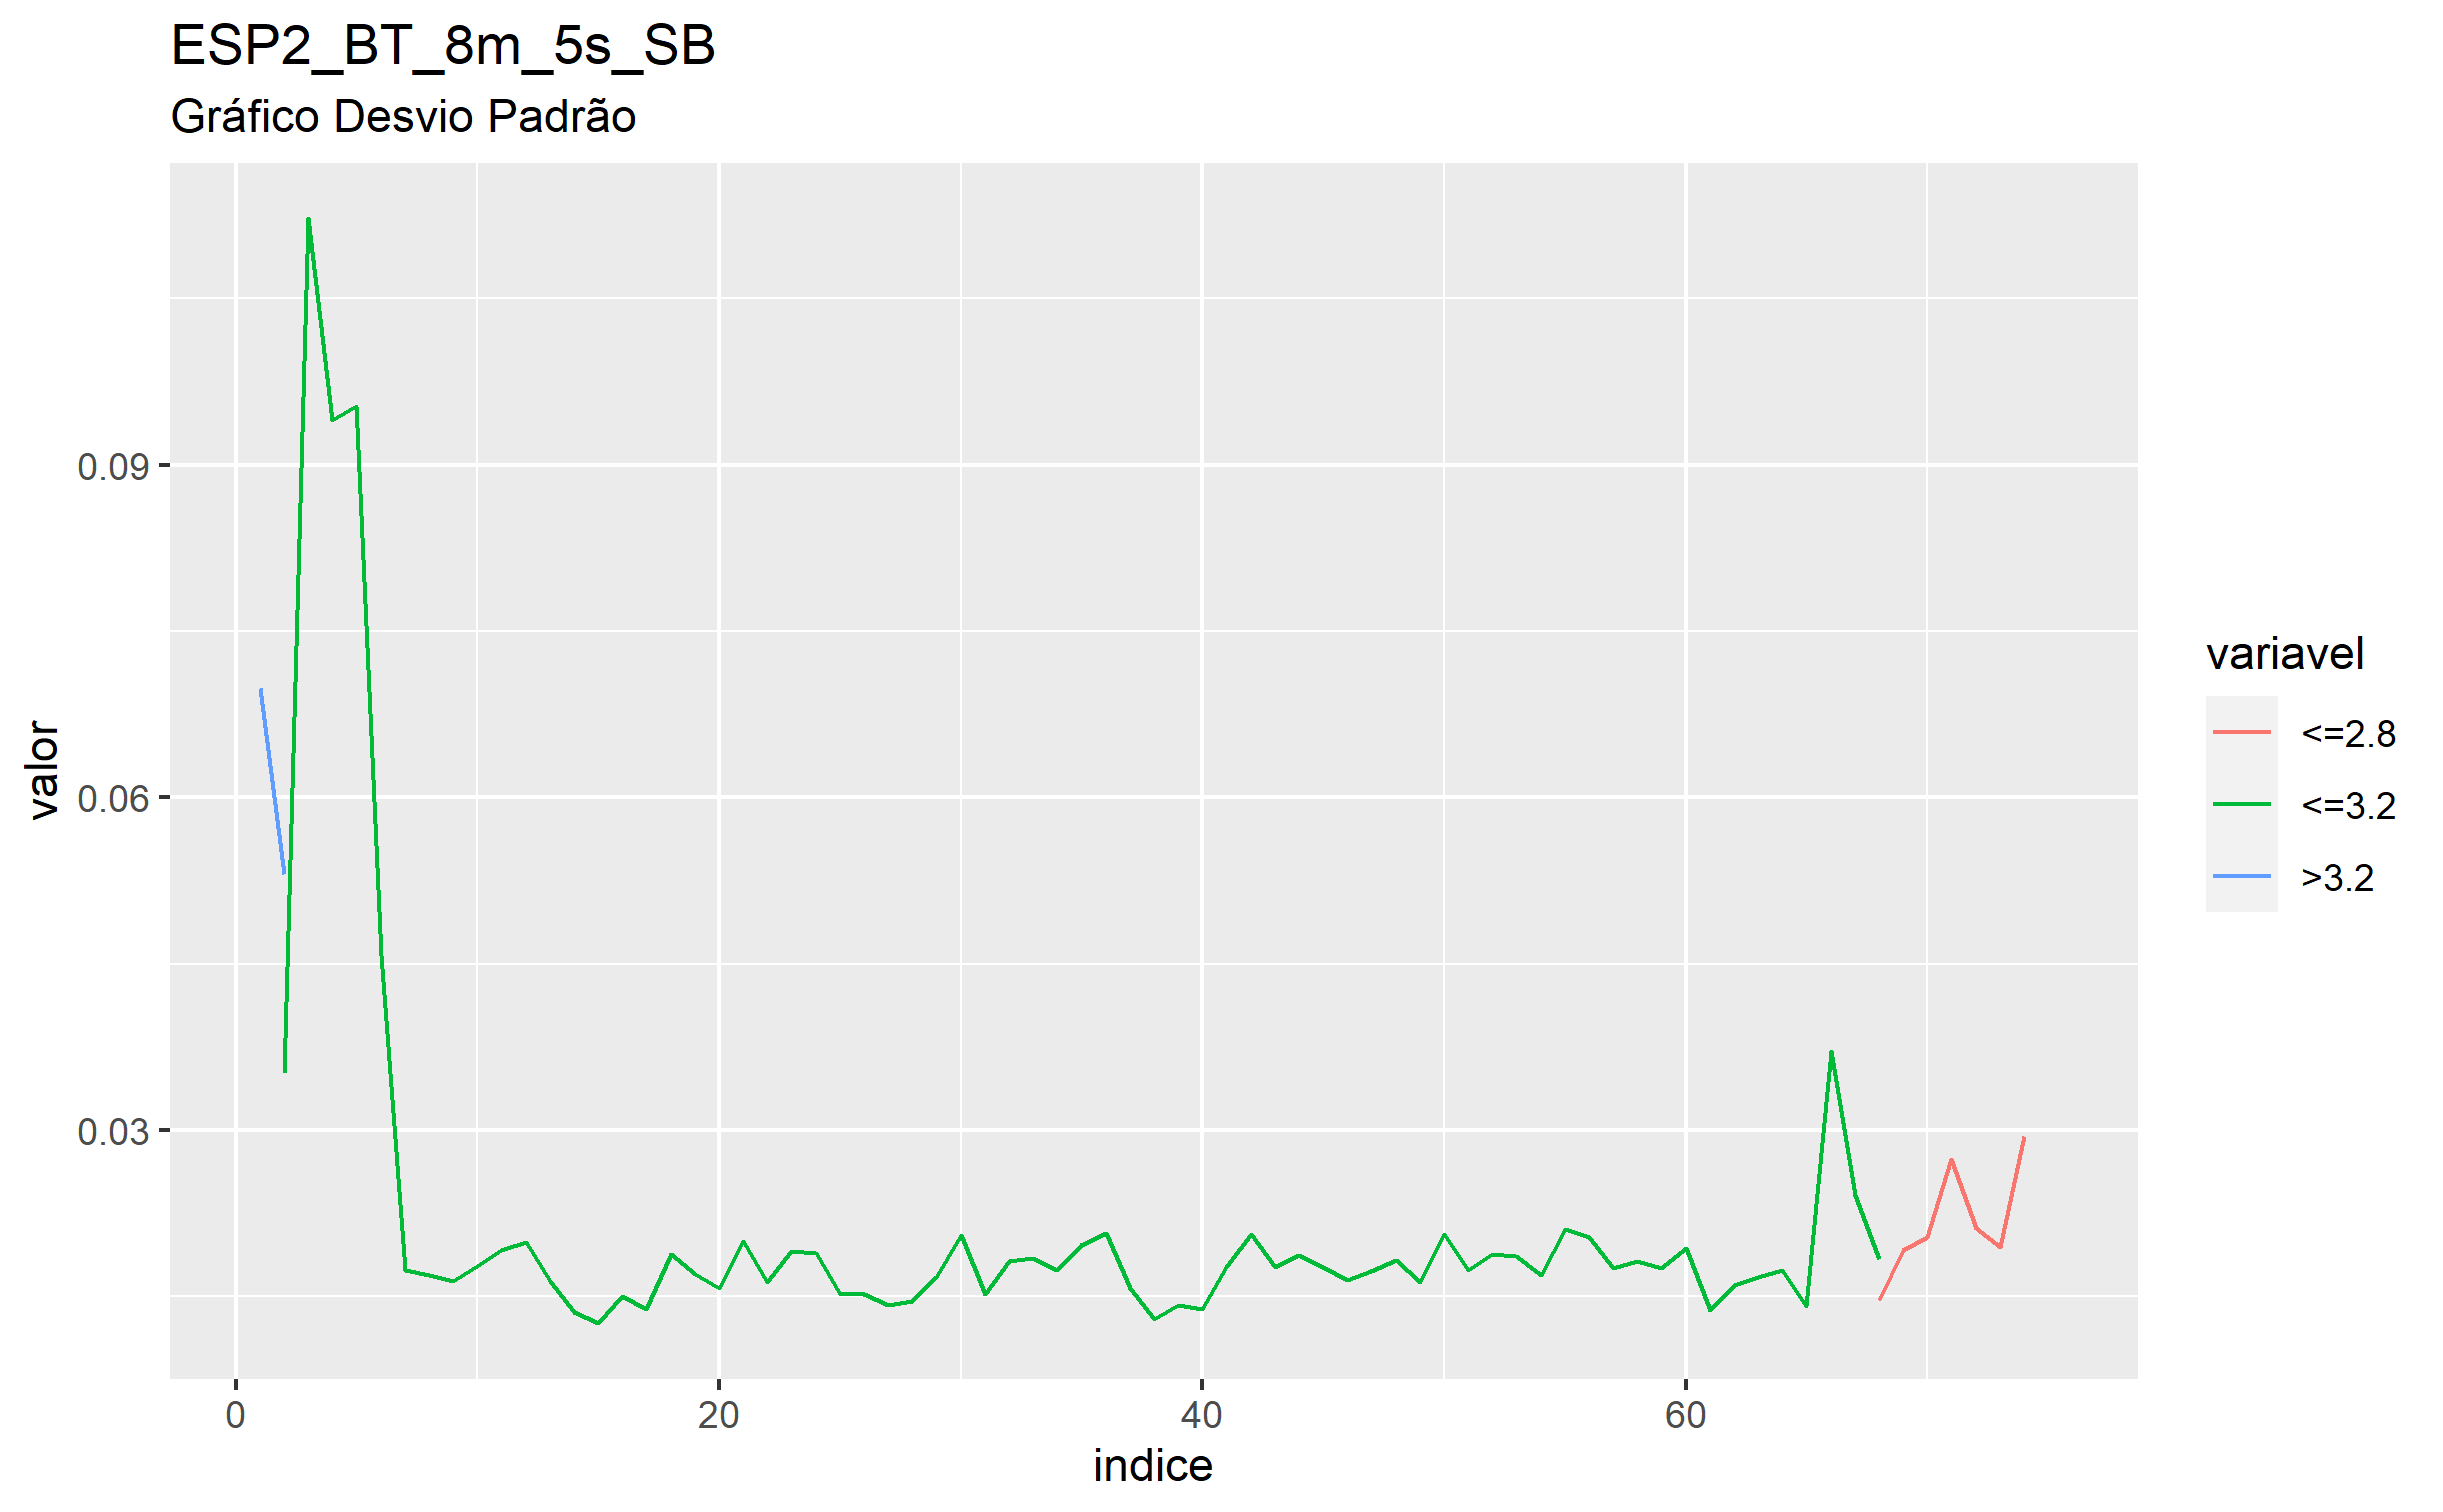 ESP2_BT_8m_5s_SB
Gráfico Desvio Padrão
valor
0.09
0.06
0.03
0
20
40
60
indice
variavel
<=2.8
<=3.2
>3.2